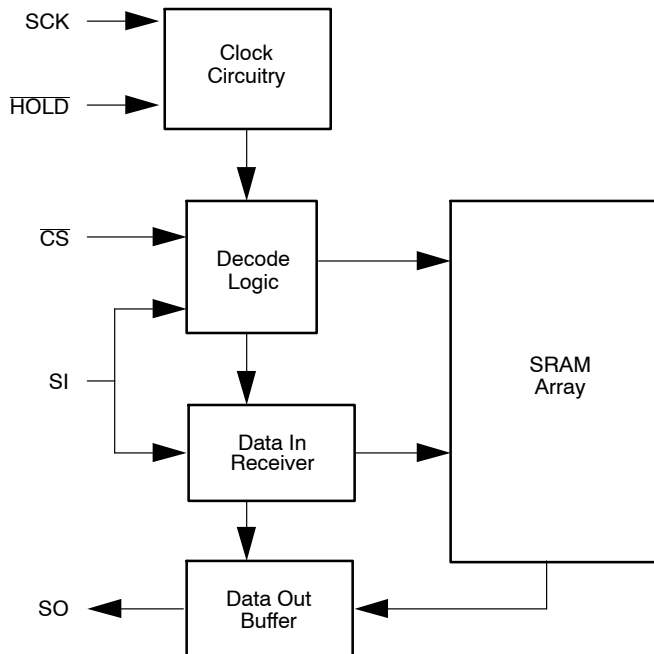 SCK
Clock
Circuitry
HOLD
CS
Decode
Logic
SI
SRAM
Array
Data In
Receiver
SO
Data Out
Buffer